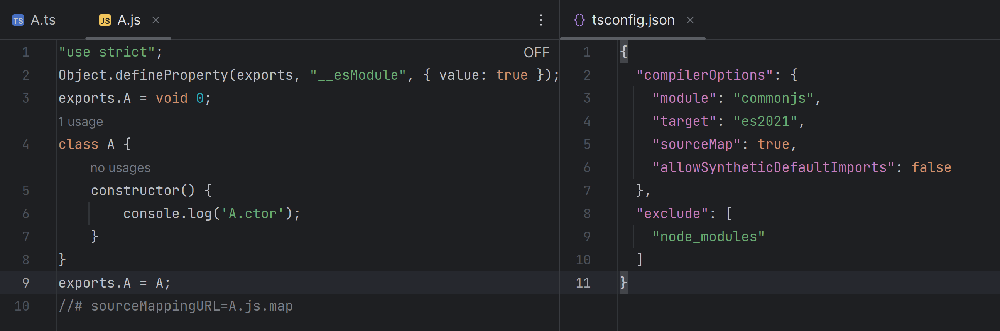 TS A.ts JS A.js
"use strict"; OFF
1
2 Object.defineProperty(exports, "__esModule", { value: true });
3 exports.A = void 0;
1 usage
4 class A {
no usages
5 constructor() {
6 console.log('A.ctor');
7 }
8 }
9 exports.A = A;
10 //# sourceMappingURL=A.js.map
{} tsconfig.json
1 {
2 "compilerOptions": {
3 "module": "commonjs",
4 "target": "es2021",
5 "sourceMap": true,
6 "allowSyntheticDefaultImports": false
7 },
8 "exclude": [
9 "node_modules"
10 ]
11 }